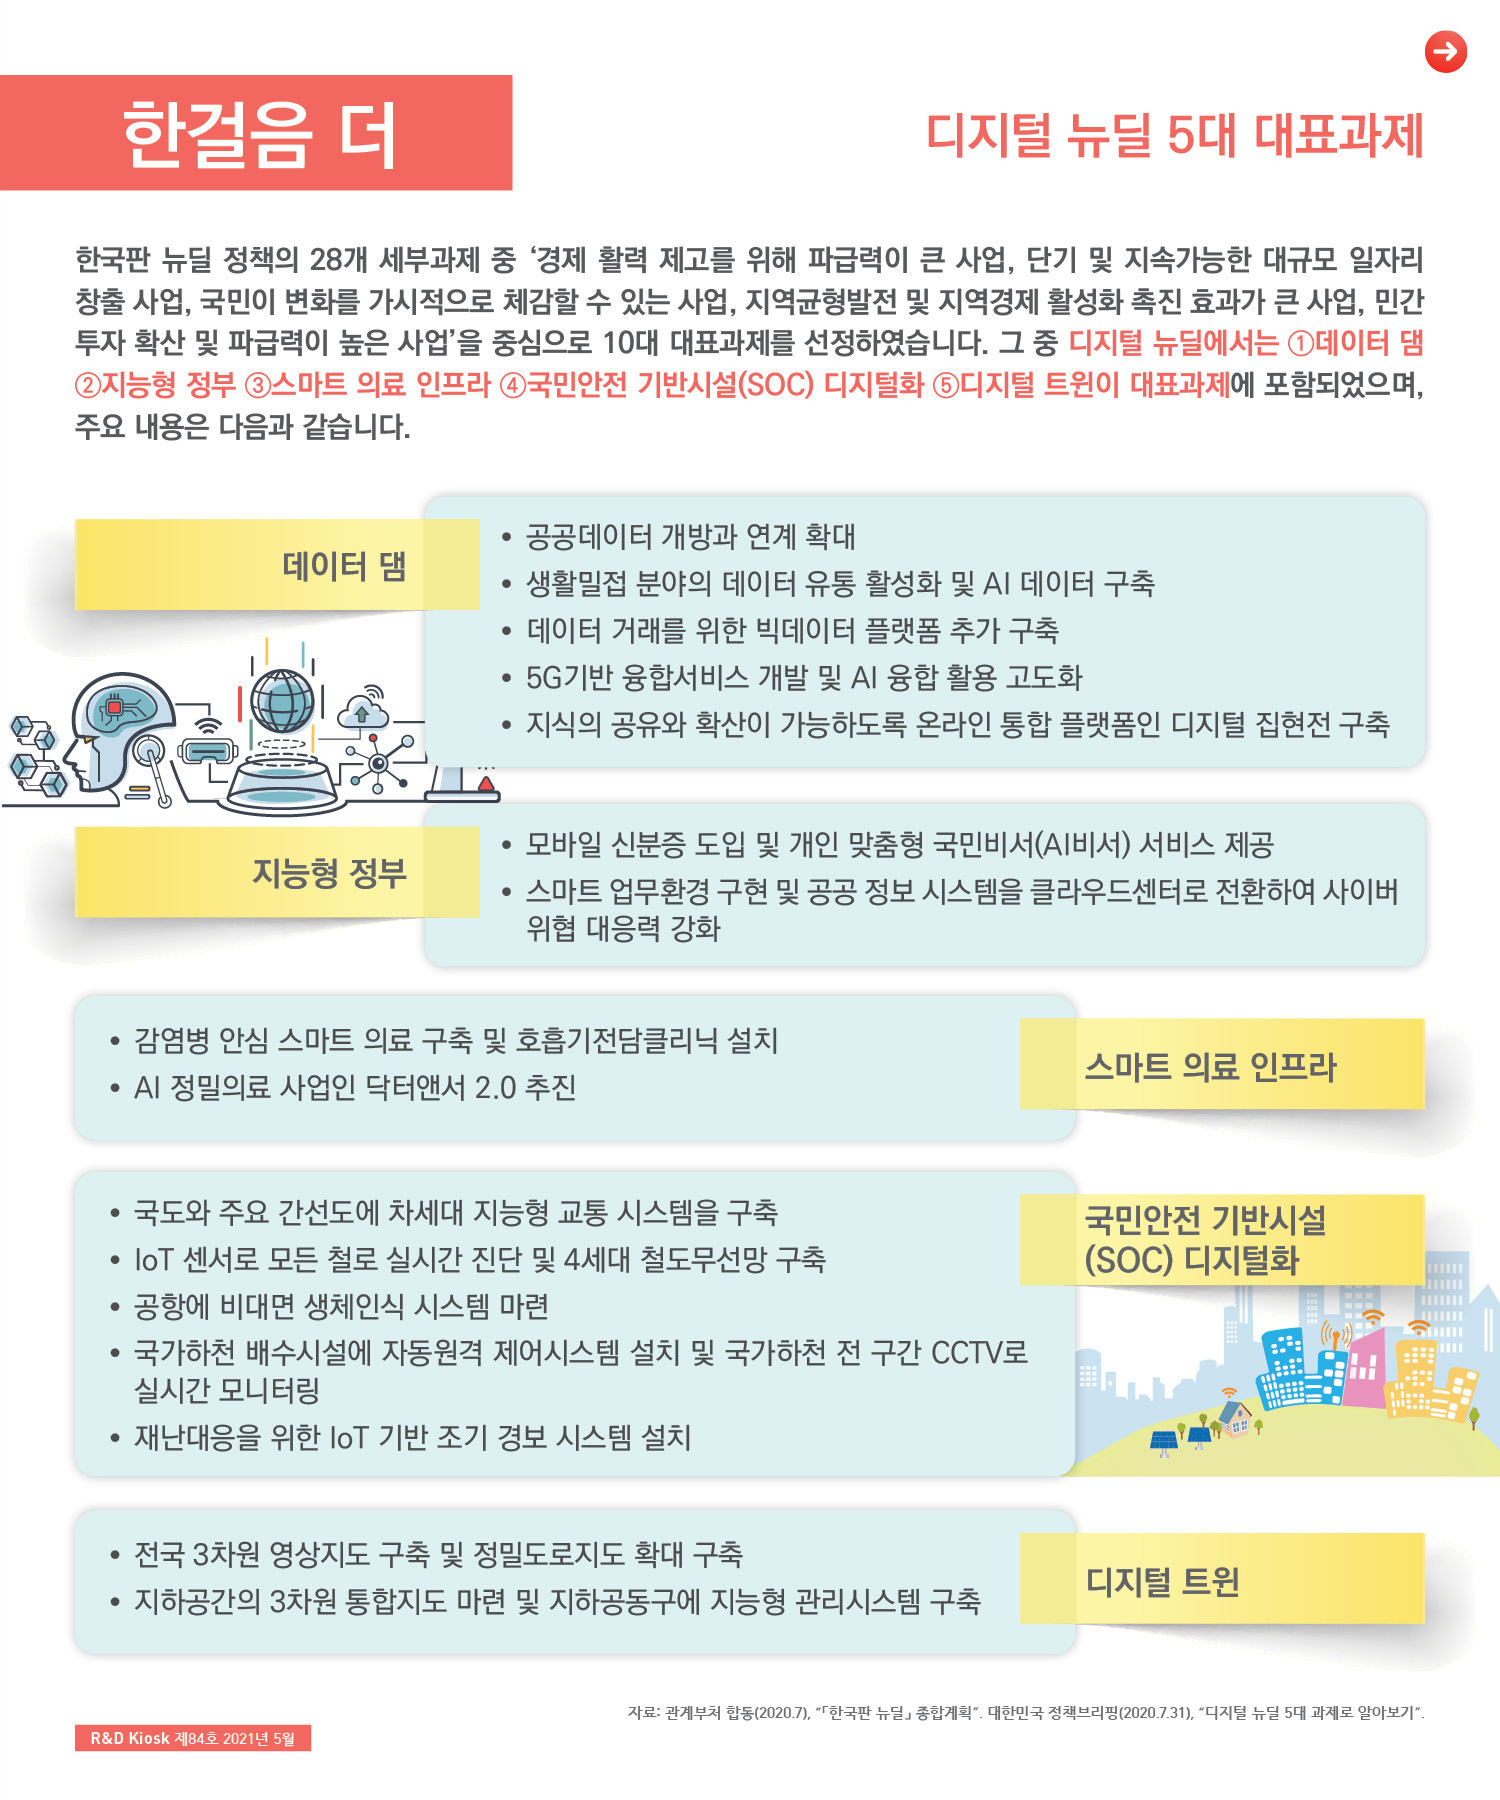 한걸음 더
디지털 뉴딜 5대 대표과제
한국판 뉴딜 정책의 28개 세부과제 중 ‘경제 활력 제고를 위해 파급력이 큰 사업, 단기 및 지속가능한 대규모 일자리
창출 사업, 국민이 변화를 가시적으로 체감할 수 있는 사업, 지역균형발전 및 지역경제 활성화 촉진 효과가 큰 사업, 민간
투자 확산 및 파급력이 높은 사업’을 중심으로 10대 대표과제를 선정하였습니다. 그 중 디지털 뉴딜에서는 ①데이터 댐
②지능형 정부 ③스마트 의료 인프라 ④국민안전 기반시설(SOC) 디지털화 ⑤디지털 트윈이 대표과제에 포함되었으며,
주요 내용은 다음과 같습니다.
데이터 댐
• 공공데이터 개방과 연계 확대
• 생활밀접 분야의 데이터 유통 활성화 및 AI 데이터 구축
• 데이터 거래를 위한 빅데이터 플랫폼 추가 구축
• 5G기반 융합서비스 개발 및 AI 융합 활용 고도화
• 지식의 공유와 확산이 가능하도록 온라인 통합 플랫폼인 디지털 집현전 구축
지능형 정부
• 모바일 신분증 도입 및 개인 맞춤형 국민비서(AI비서) 서비스 제공
• 스마트 업무환경 구현 및 공공 정보 시스템을 클라우드센터로 전환하여 사이버
위협 대응력 강화
• 감염병 안심 스마트 의료 구축 및 호흡기전담클리닉 설치
• AI 정밀의료 사업인 닥터앤서 2.0 추진
스마트 의료 인프라
• 국도와 주요 간선도에 차세대 지능형 교통 시스템을 구축
• IoT 센서로 모든 철로 실시간 진단 및 4세대 철도무선망 구축
• 공항에 비대면 생체인식 시스템 마련
• 국가하천 배수시설에 자동원격 제어시스템 설치 및 국가하천 전 구간 CCTV로
실시간 모니터링
• 재난대응을 위한 IoT 기반 조기 경보 시스템 설치
국민안전 기반시설
(SOC) 디지털화
• 전국 3차원 영상지도 구축 및 정밀도로지도 확대 구축
• 지하공간의 3차원 통합지도 마련 및 지하공동구에 지능형 관리시스템 구축
디지털 트윈
자료: 관계부처 합동(2020.7), “「한국판 뉴딜」 종합계획”. 대한민국 정책브리핑(2020.7.31), “디지털 뉴딜 5대 과제로 알아보기”.
R&D Kiosk 제84호 2021년 5월